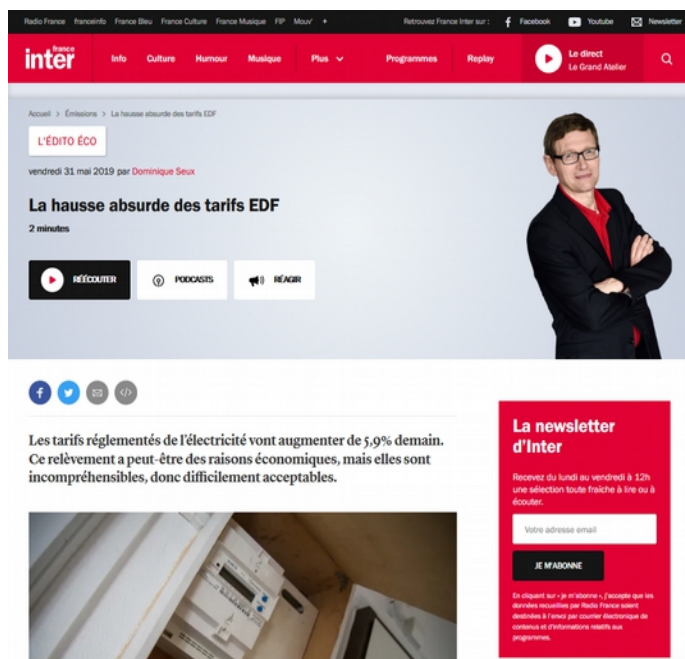 Radio France franceinfo France Bleu France Culture France Musique FIP Mouv' +
Retrouvez France Inter sur : Facebook Youtube Newsletter
france
inter
Info Culture Humour Musique Plus Programmes Replay
Le direct
Le Grand Atelier
Accueil > Émissions > La hausse absurde des tarifs EDF
L'ÉDITO ÉCO
vendredi 31 mai 2019 par Dominique Seux
La hausse absurde des tarifs EDF
2 minutes
RÉÉCOUTER PODCASTS RÉAGIR
Les tarifs réglementés de l'électricité vont augmenter de 5,9% demain.
Ce relèvement a peut-être des raisons économiques, mais elles sont
incompréhensibles, donc difficilement acceptables.
La newsletter
d'Inter
Recevez du lundi au vendredi à 12h
une sélection toute fraîche à lire ou à
écouter.
Votre adresse email
JE M'ABONNE
En cliquant sur « je m'abonne », j'accepte que les
données recueillies par Radio France soient
destinées à l'envoi par courrier électronique de
contenus et d'informations relatifs aux
programmes.